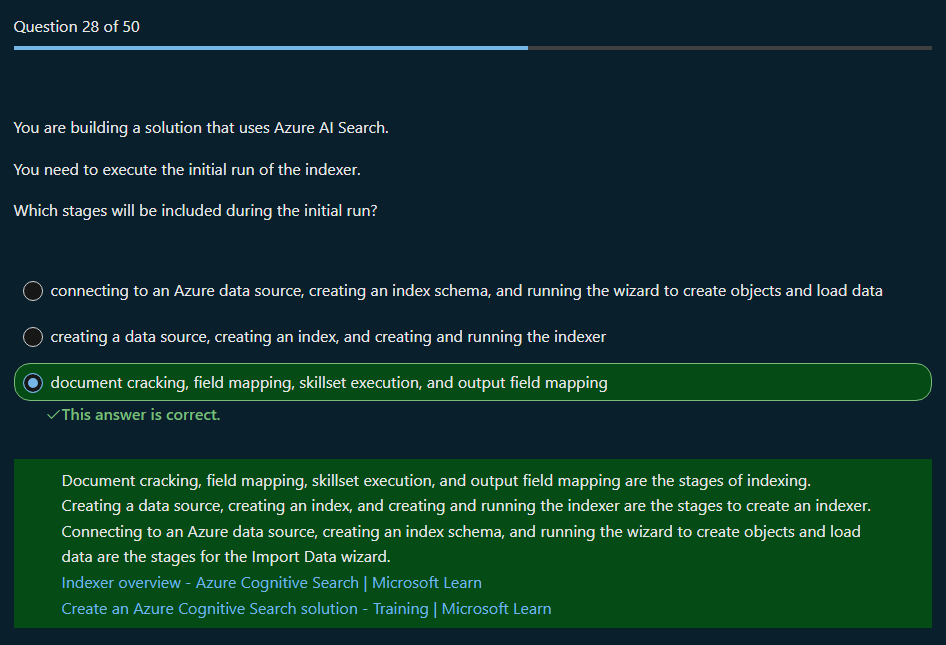 Question 28 of 50
You are building a solution that uses Azure AI Search.
You need to execute the initial run of the indexer.
Which stages will be included during the initial run?
connecting to an Azure data source, creating an index schema, and running the wizard to create objects and load data
creating a data source, creating an index, and creating and running the indexer
document cracking, field mapping, skillset execution, and output field mapping
This answer is correct.
Document cracking, field mapping, skillset execution, and output field mapping are the stages of indexing.
Creating a data source, creating an index, and creating and running the indexer are the stages to create an indexer.
Connecting to an Azure data source, creating an index schema, and running the wizard to create objects and load
data are the stages for the Import Data wizard.
Indexer overview - Azure Cognitive Search | Microsoft Learn
Create an Azure Cognitive Search solution - Training | Microsoft Learn